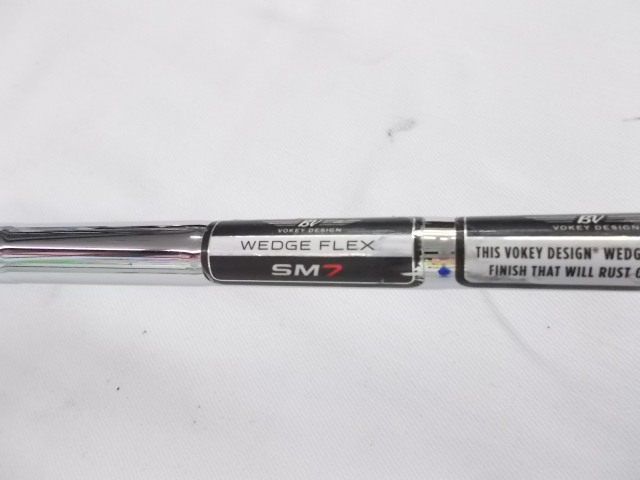 BV
VOKEY DESIGN
WEDGE FLEX
SM7
BV
VOKEY DESIGN
THIS VOKEY DESIGN® WEDG
FINISH THAT WILL RUST O